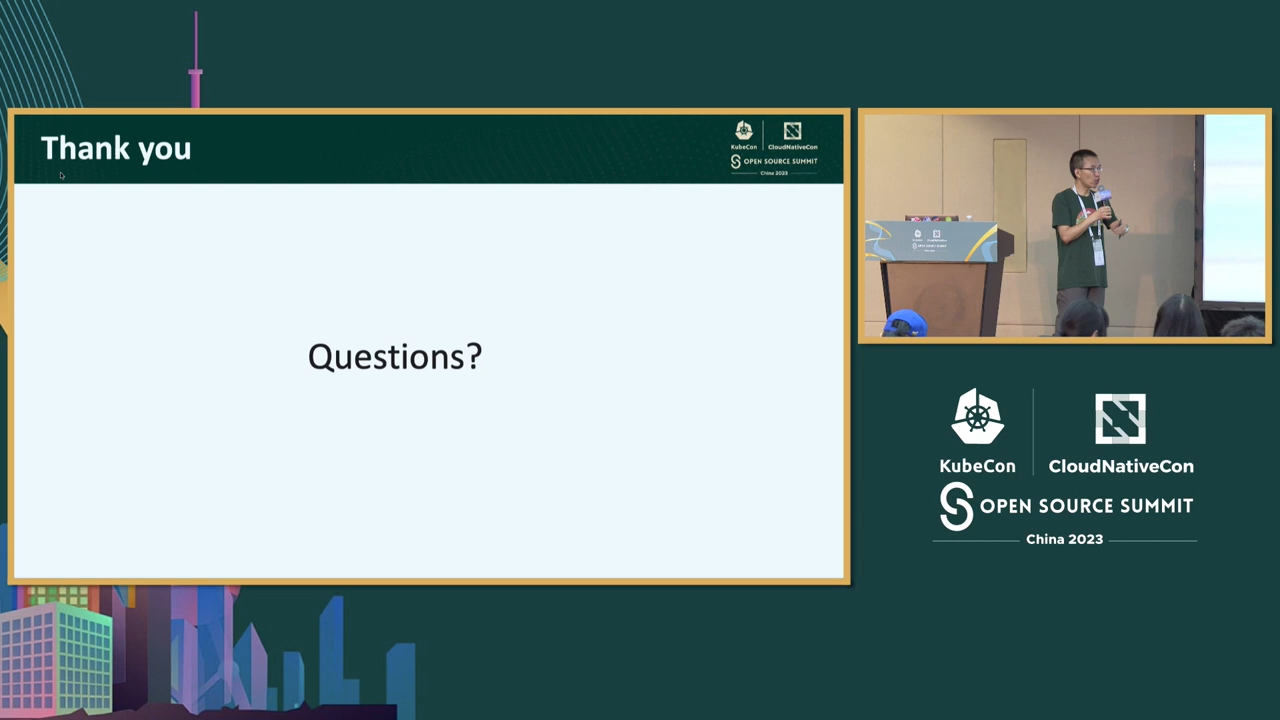 Thank you
KubeCon
CloudNativeCon
OPEN SOURCE SUMMIT
China 2023
Questions?
KubeCon
CloudNativeCon
OPEN SOURCE SUMMIT
China 2023